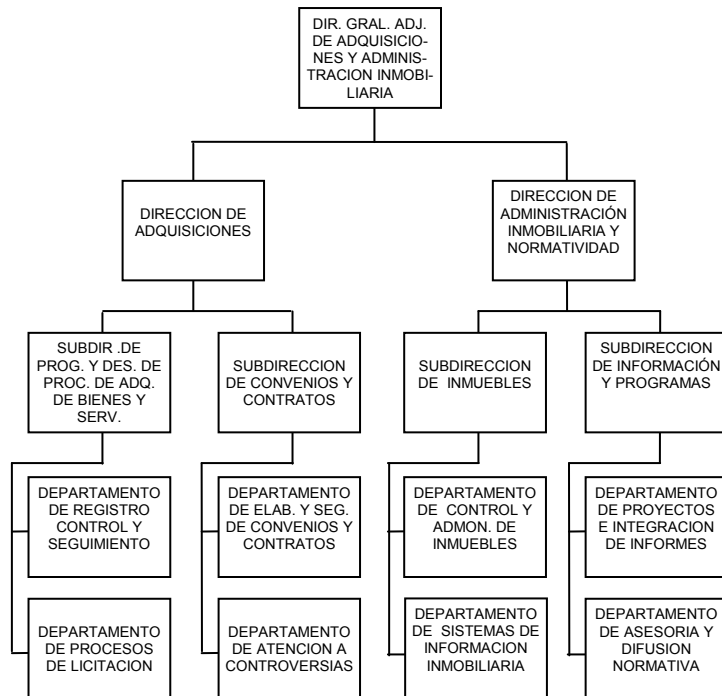 DIR. GRAL. ADJ.
DE ADQUISICIO-
NES Y ADMINIS-
TRACION INMOBI-
LIARIA
DIRECCION DE
ADQUISICIONES
DIRECCION DE
ADMINISTRACIÓN
INMOBILIARIA Y
NORMATIVIDAD
SUBDIR .DE
PROG. Y DES. DE
PROC. DE ADQ.
DE BIENES Y
SERV.
SUBDIRECCION
DE CONVENIOS Y
CONTRATOS
SUBDIRECCION
DE INMUEBLES
SUBDIRECCION
DE INFORMACIÓN
Y PROGRAMAS
DEPARTAMENTO
DE REGISTRO
CONTROL Y
SEGUIMIENTO
DEPARTAMENTO
DE ELAB. Y SEG.
DE CONVENIOS Y
CONTRATOS
DEPARTAMENTO
DE CONTROL Y
ADMON. DE
INMUEBLES
DEPARTAMENTO
DE PROYECTOS
E INTEGRACION
DE INFORMES
DEPARTAMENTO
DE PROCESOS
DE LICITACION
DEPARTAMENTO
DE ATENCION A
CONTROVERSIAS
DEPARTAMENTO
DE SISTEMAS DE
INFORMACION
INMOBILIARIA
DEPARTAMENTO
DE ASESORIA Y
DIFUSION
NORMATIVA